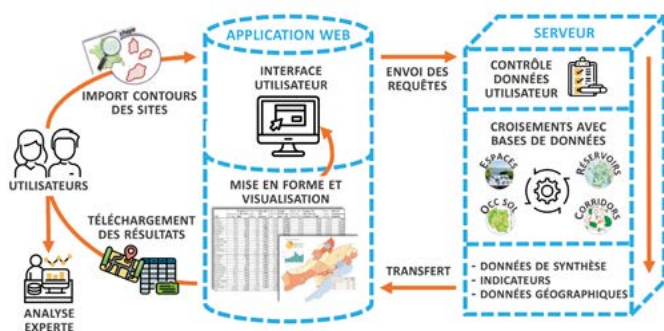 APPLICATION WEB
SERVEUR
INTERFACE
UTILISATEUR
ENVOI DES
REQUÊTES
CONTRÔLE
DONNÉES
UTILISATEUR
IMPORT CONTOURS
DES SITES
CROISEMENTS AVEC
BASES DE DONNÉES
ESPACES
RÉSERVOIRS
OCC SOL
CORRIDORS
UTILISATEURS
MISE EN FORME ET
VISUALISATION
TÉLÉCHARGEMENT
DES RÉSULTATS
TRANSFERT
- DONNÉES DE SYNTHÈSE
- INDICATEURS
- DONNÉES GÉOGRAPHIQUES
ANALYSE
EXPERTE